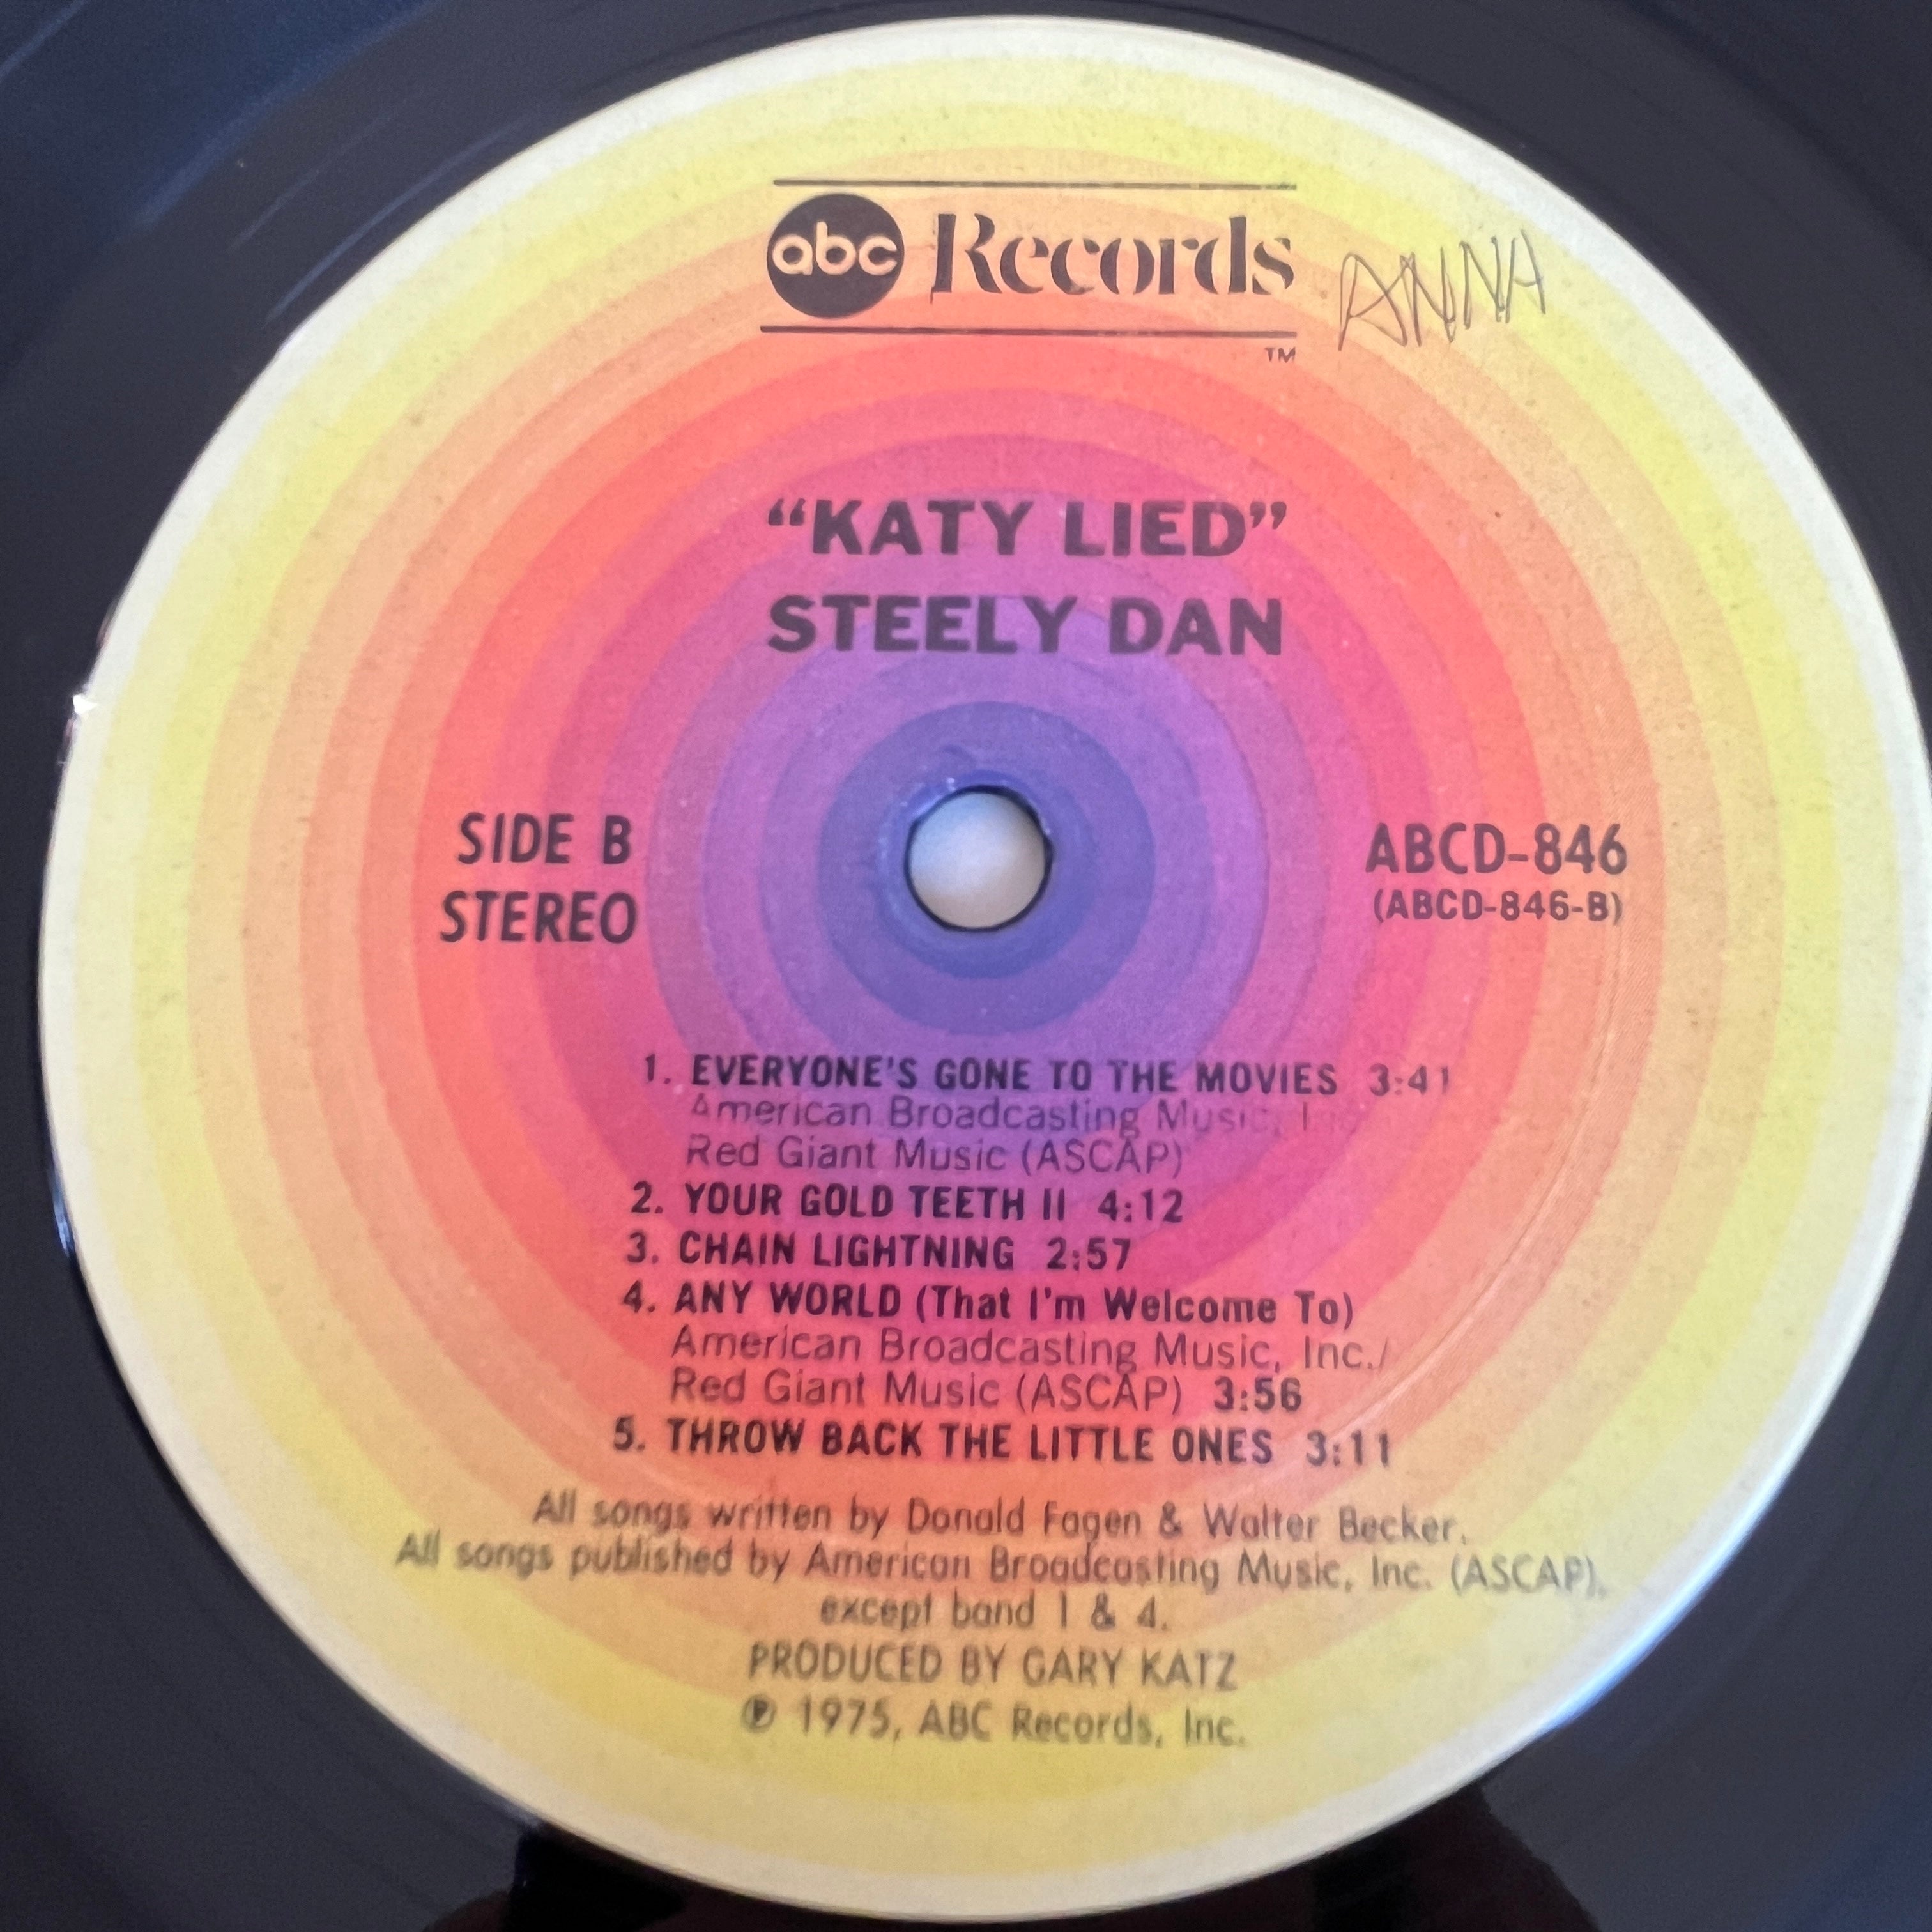 abc Records ANNA
TM
“KATY LIED”
STEELY DAN
SIDE B
STEREO
ABCD-846
(ABCD-846-B)
1. EVERYONE'S GONE TO THE MOVIES 3:41
American Broadcasting Music, Inc.
Red Giant Music (ASCAP)
2. YOUR GOLD TEETH II 4:12
3. CHAIN LIGHTNING 2:57
4. ANY WORLD (That I'm Welcome To)
American Broadcasting Music, Inc./
Red Giant Music (ASCAP) 3:56
5. THROW BACK THE LITTLE ONES 3:11
All songs written by Donald Fagen & Walter Becker.
All songs published by American Broadcasting Music, Inc. (ASCAP),
except band 1 & 4.
PRODUCED BY GARY KATZ
℗ 1975, ABC Records, Inc.